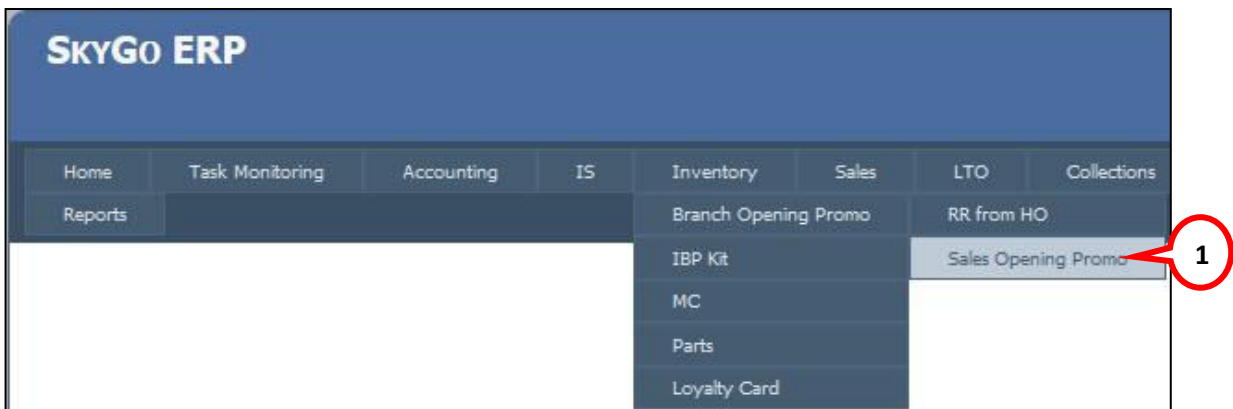 SKYGO ERP
Home Task Monitoring Accounting IS Inventory Sales LTO Collections
Reports Branch Opening Promo RR from HO
IBP Kit Sales Opening Promo 1
MC
Parts
Loyalty Card